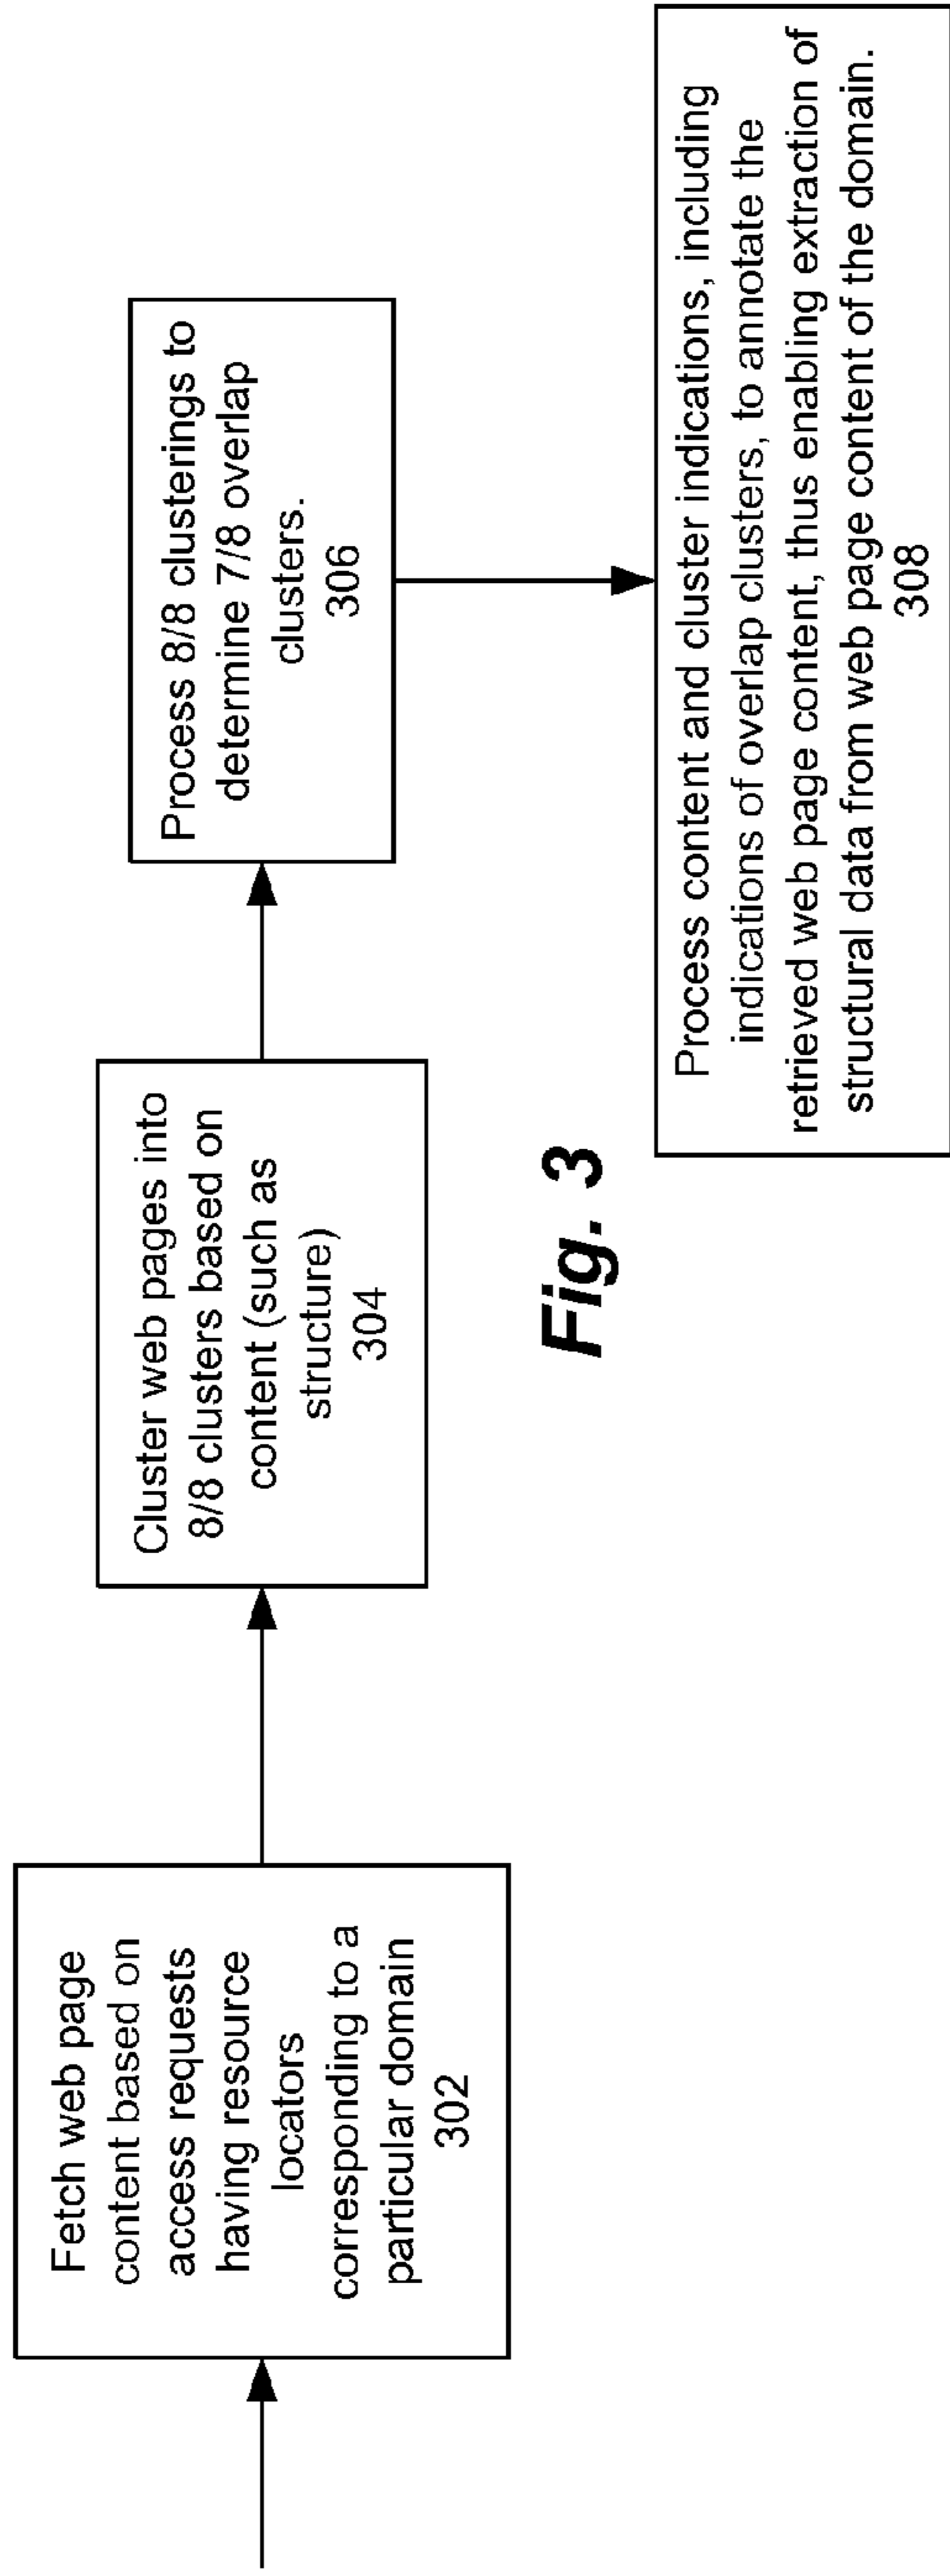 Fetch web page
content based on
access requests
having resource
locators
corresponding to a
particular domain
302
Cluster web pages into
8/8 clusters based on
content (such as
structure)
304
Process 8/8 clusterings to
determine 7/8 overlap
clusters.
306
Process content and cluster indications, including
indications of overlap clusters, to annotate the
retrieved web page content, thus enabling extraction of
structural data from web page content of the domain.
308
Fig. 3